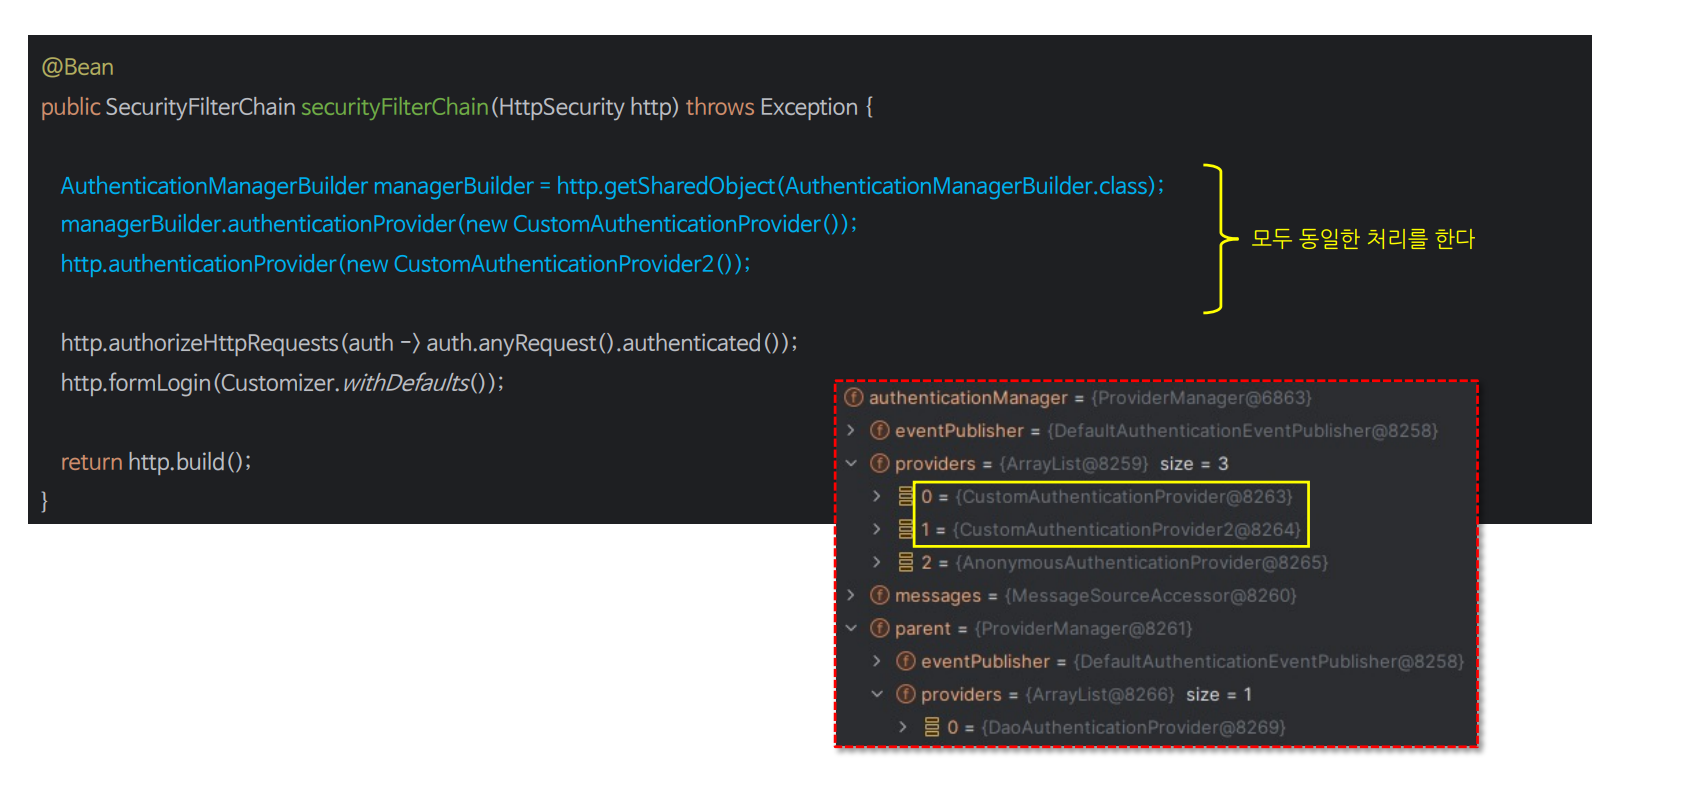 @Bean
public SecurityFilterChain securityFilterChain(HttpSecurity http) throws Exception {
AuthenticationManagerBuilder managerBuilder = http.getSharedObject(AuthenticationManagerBuilder.class);
managerBuilder.authenticationProvider(new CustomAuthenticationProvider());
http.authenticationProvider(new CustomAuthenticationProvider2());
모두 동일한 처리를 한다
http.authorizeHttpRequests(auth -> auth.anyRequest().authenticated());
http.formLogin(Customizer.withDefaults());
return http.build();
}
f authenticationManager = {ProviderManager@6863}
> f eventPublisher = {DefaultAuthenticationEventPublisher@8258}
f providers = {ArrayList@8259} size = 3
> 0 = {CustomAuthenticationProvider@8263}
> 1 = {CustomAuthenticationProvider2@8264}
> 2 = {AnonymousAuthenticationProvider@8265}
> f messages = {MessageSourceAccessor@8260}
f parent = {ProviderManager@8261}
> f eventPublisher = {DefaultAuthenticationEventPublisher@8258}
f providers = {ArrayList@8266} size = 1
> 0 = {DaoAuthenticationProvider@8269}